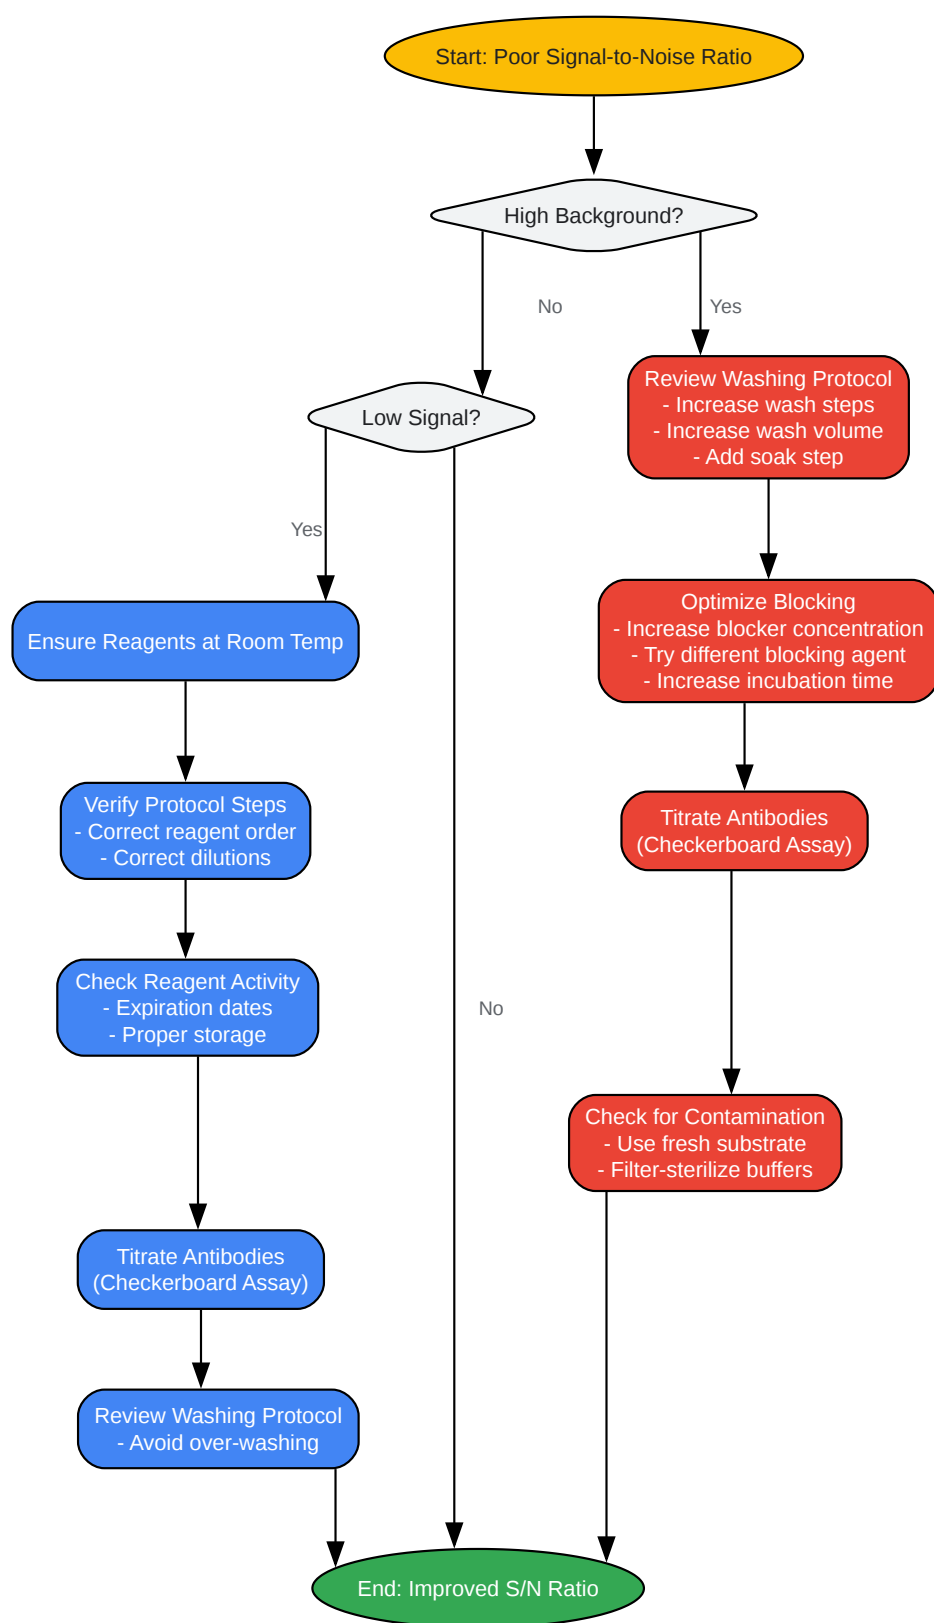 Start: Poor Signal-to-Noise Ratio
High Background?
No
Yes
Review Washing Protocol
- Increase wash steps
- Increase wash volume
- Add soak step
Low Signal?
Yes
Optimize Blocking
- Increase blocker concentration
- Try different blocking agent
- Increase incubation time
Ensure Reagents at Room Temp
Verify Protocol Steps
- Correct reagent order
- Correct dilutions
Titrate Antibodies
(Checkerboard Assay)
Check Reagent Activity
- Expiration dates
- Proper storage
No
Check for Contamination
- Use fresh substrate
- Filter-sterilize buffers
Titrate Antibodies
(Checkerboard Assay)
Review Washing Protocol
- Avoid over-washing
End: Improved S/N Ratio